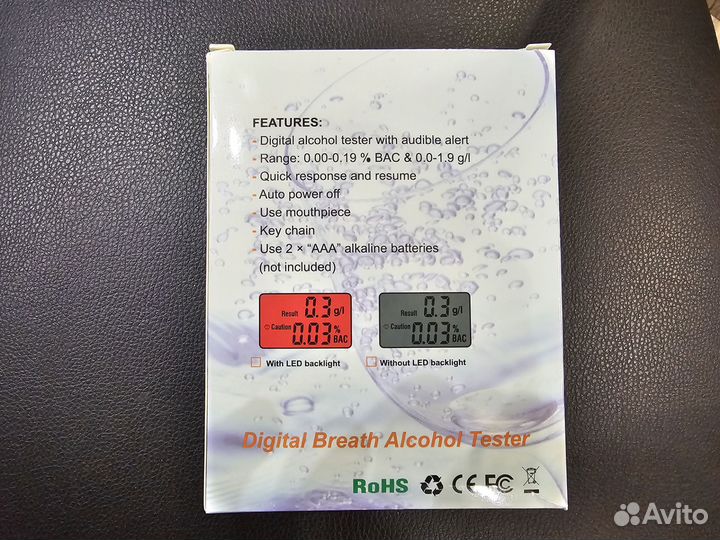 FEATURES:
- Digital alcohol tester with audible alert
- Range: 0.00-0.19 % BAC & 0.0-1.9 g/l
- Quick response and resume
- Auto power off
- Use mouthpiece
- Key chain
- Use 2 × “AAA” alkaline batteries
(not included)
Result 0.3 g/l
Caution 0.03 % BAC
With LED backlight
Result 0.3 g/l
Caution 0.03 % BAC
Without LED backlight
Digital Breath Alcohol Tester
RoHS CE FC
Avito